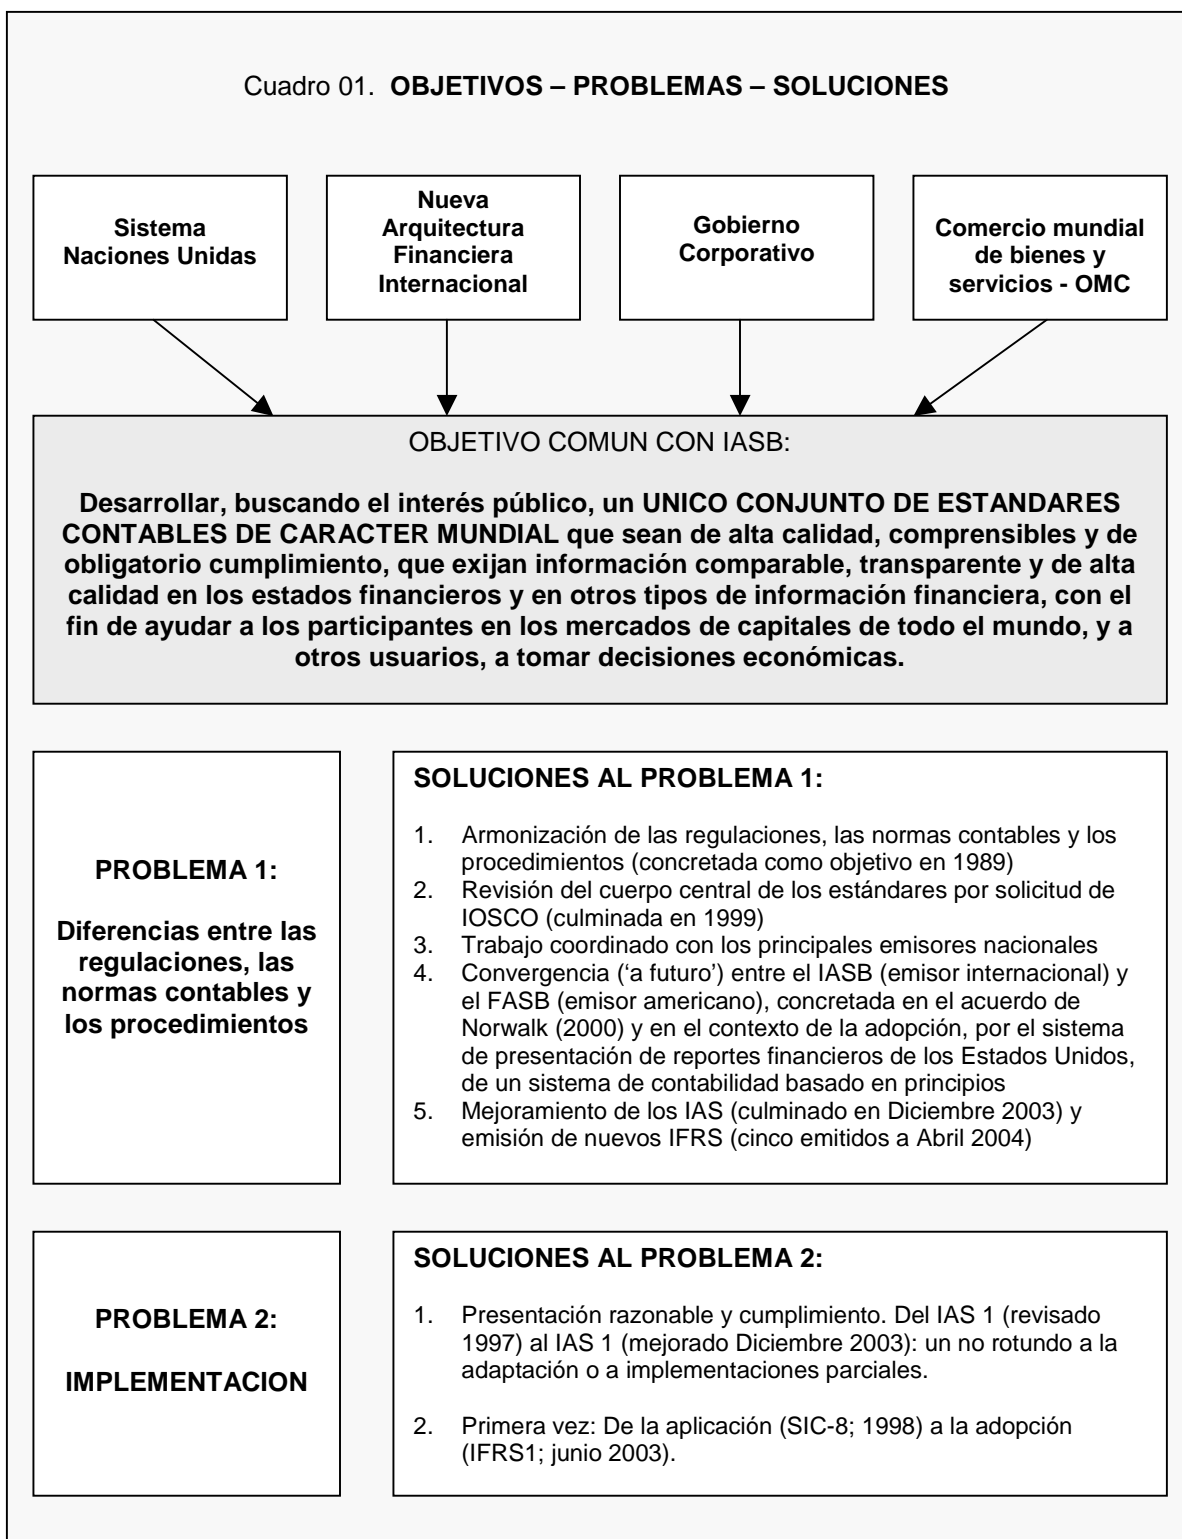 Cuadro 01. OBJETIVOS – PROBLEMAS – SOLUCIONES
Sistema
Naciones Unidas
Nueva
Arquitectura
Financiera
Internacional
Gobierno
Corporativo
Comercio mundial
de bienes y
servicios - OMC
OBJETIVO COMUN CON IASB:
Desarrollar, buscando el interés público, un UNICO CONJUNTO DE ESTANDARES
CONTABLES DE CARACTER MUNDIAL que sean de alta calidad, comprensibles y de
obligatorio cumplimiento, que exijan información comparable, transparente y de alta
calidad en los estados financieros y en otros tipos de información financiera, con el
fin de ayudar a los participantes en los mercados de capitales de todo el mundo, y a
otros usuarios, a tomar decisiones económicas.
PROBLEMA 1:
Diferencias entre las
regulaciones, las
normas contables y
los procedimientos
SOLUCIONES AL PROBLEMA 1:
1. Armonización de las regulaciones, las normas contables y los
procedimientos (concretada como objetivo en 1989)
2. Revisión del cuerpo central de los estándares por solicitud de
IOSCO (culminada en 1999)
3. Trabajo coordinado con los principales emisores nacionales
4. Convergencia (‘a futuro’) entre el IASB (emisor internacional) y
el FASB (emisor americano), concretada en el acuerdo de
Norwalk (2000) y en el contexto de la adopción, por el sistema
de presentación de reportes financieros de los Estados Unidos,
de un sistema de contabilidad basado en principios
5. Mejoramiento de los IAS (culminado en Diciembre 2003) y
emisión de nuevos IFRS (cinco emitidos a Abril 2004)
PROBLEMA 2:
IMPLEMENTACION
SOLUCIONES AL PROBLEMA 2:
1. Presentación razonable y cumplimiento. Del IAS 1 (revisado
1997) al IAS 1 (mejorado Diciembre 2003): un no rotundo a la
adaptación o a implementaciones parciales.
2. Primera vez: De la aplicación (SIC-8; 1998) a la adopción
(IFRS1; junio 2003).